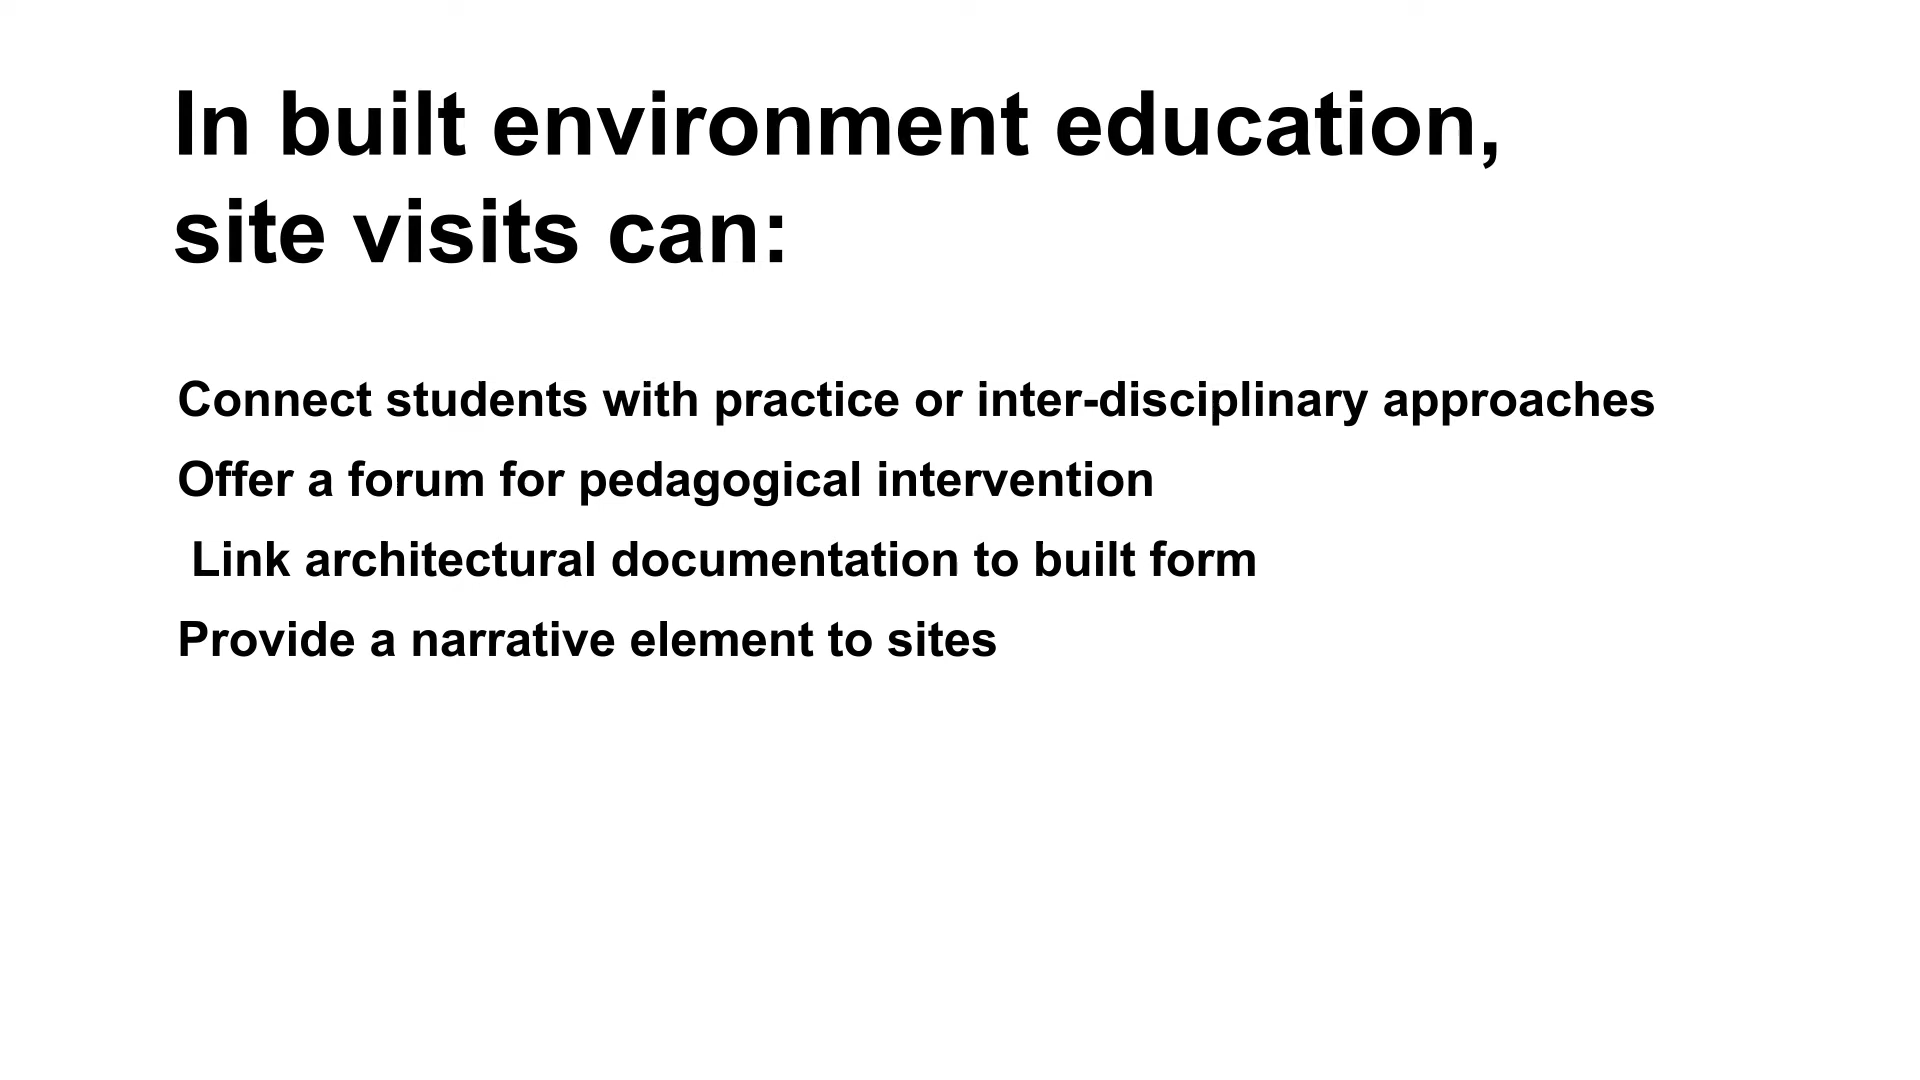 In built environment education,
site visits can:
Connect students with practice or inter-disciplinary approaches
Offer a forum for pedagogical intervention
Link architectural documentation to built form
Provide a narrative element to sites